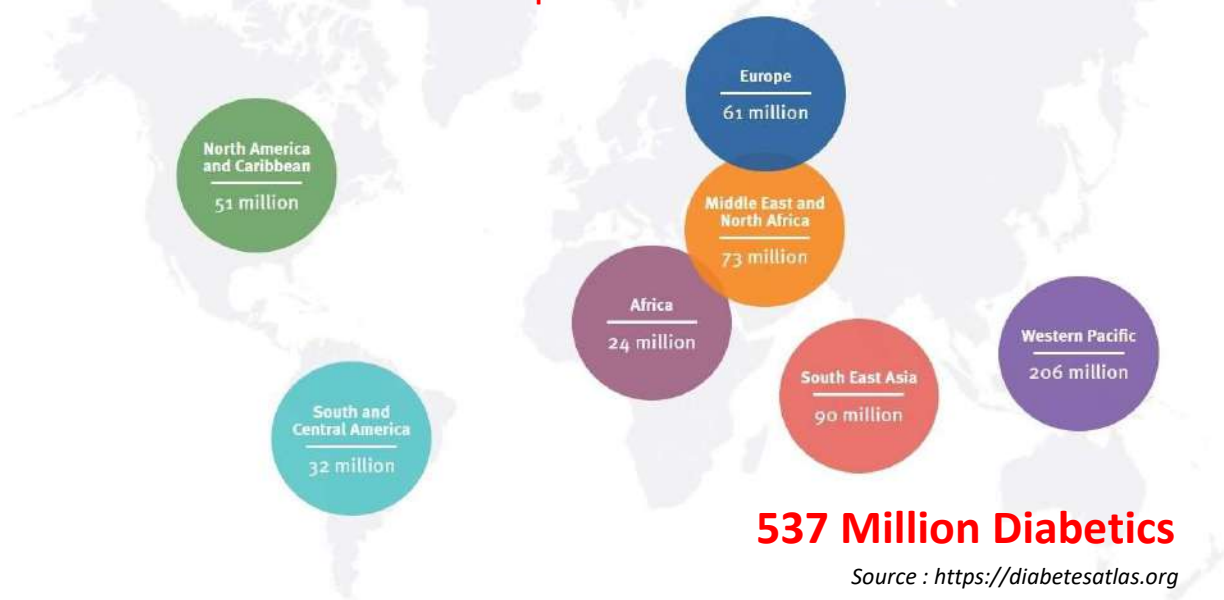 Europe
61 million
North America
and Caribbean
51 million
Middle East and
North Africa
73 million
Africa
24 million
Western Pacific
206 million
South East Asia
90 million
South and
Central America
32 million
537 Million Diabetics
Source : https://diabetesatlas.org